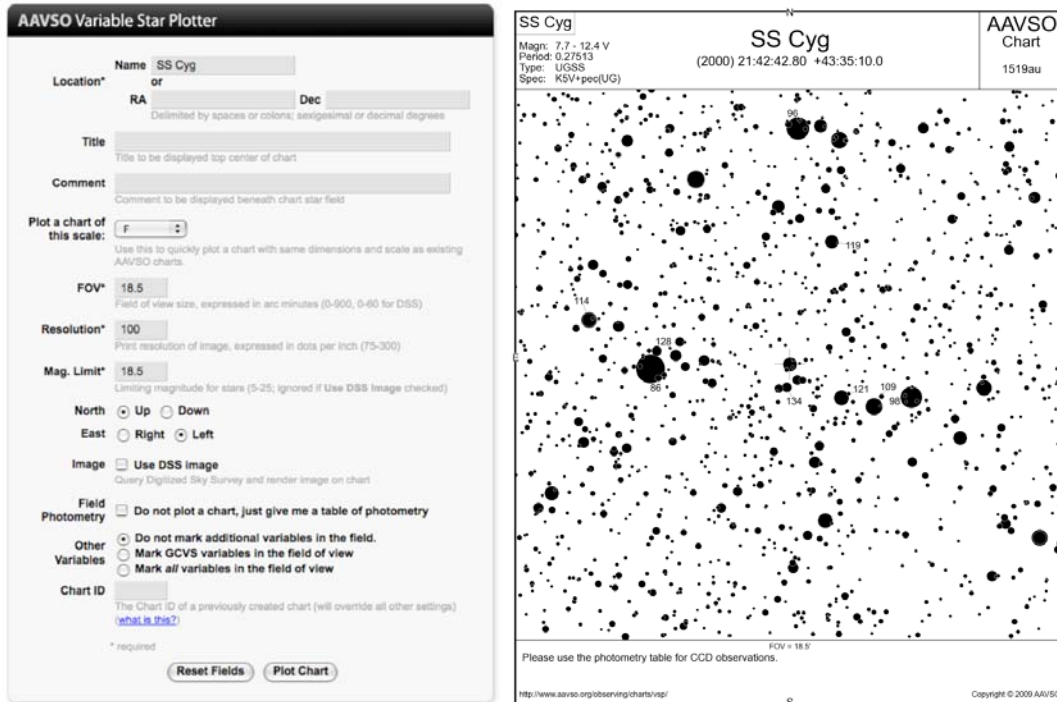 AAVSO Variable Star Plotter
Name SS Cyg
Location* or
RA Dec
Delimited by spaces or colons; sexigesimal or decimal degrees
Title
Title to be displayed top center of chart
Comment
Comment to be displayed beneath chart star field
Plot a chart of this scale: F
Use this to quickly plot a chart with same dimensions and scale as existing
AAVSO charts.
FOV* 18.5
Field of view size, expressed in arc minutes (0-900, 0-60 for DSS)
Resolution* 100
Print resolution of image, expressed in dots per inch (75-300)
Mag. Limit* 18.5
Limiting magnitude for stars (5-25; ignored if Use DSS Image checked)
North Up Down
East Right Left
Image Use DSS image
Query Digitized Sky Survey and render image on chart
Field Photometry Do not plot a chart, just give me a table of photometry
Other Variables Do not mark additional variables in the field.
Mark GCVS variables in the field of view
Mark all variables in the field of view
Chart ID
The Chart ID of a previously created chart (will override all other settings)
(what is this?)
* required
Reset Fields Plot Chart
N
SS Cyg
Magn: 7.7 - 12.4 V
Period: 0.27513
Type: UGSS
Spec: K5V+pec(UG)
SS Cyg
(2000) 21:42:42.80 +43:35:10.0
AAVSO
Chart
1519au
96
119
114
128
E
86
134
121
109
98
FOV = 18.5'
Please use the photometry table for CCD observations.
http://www.aavso.org/observing/charts/vsp/
S
Copyright © 2009 AAVSO